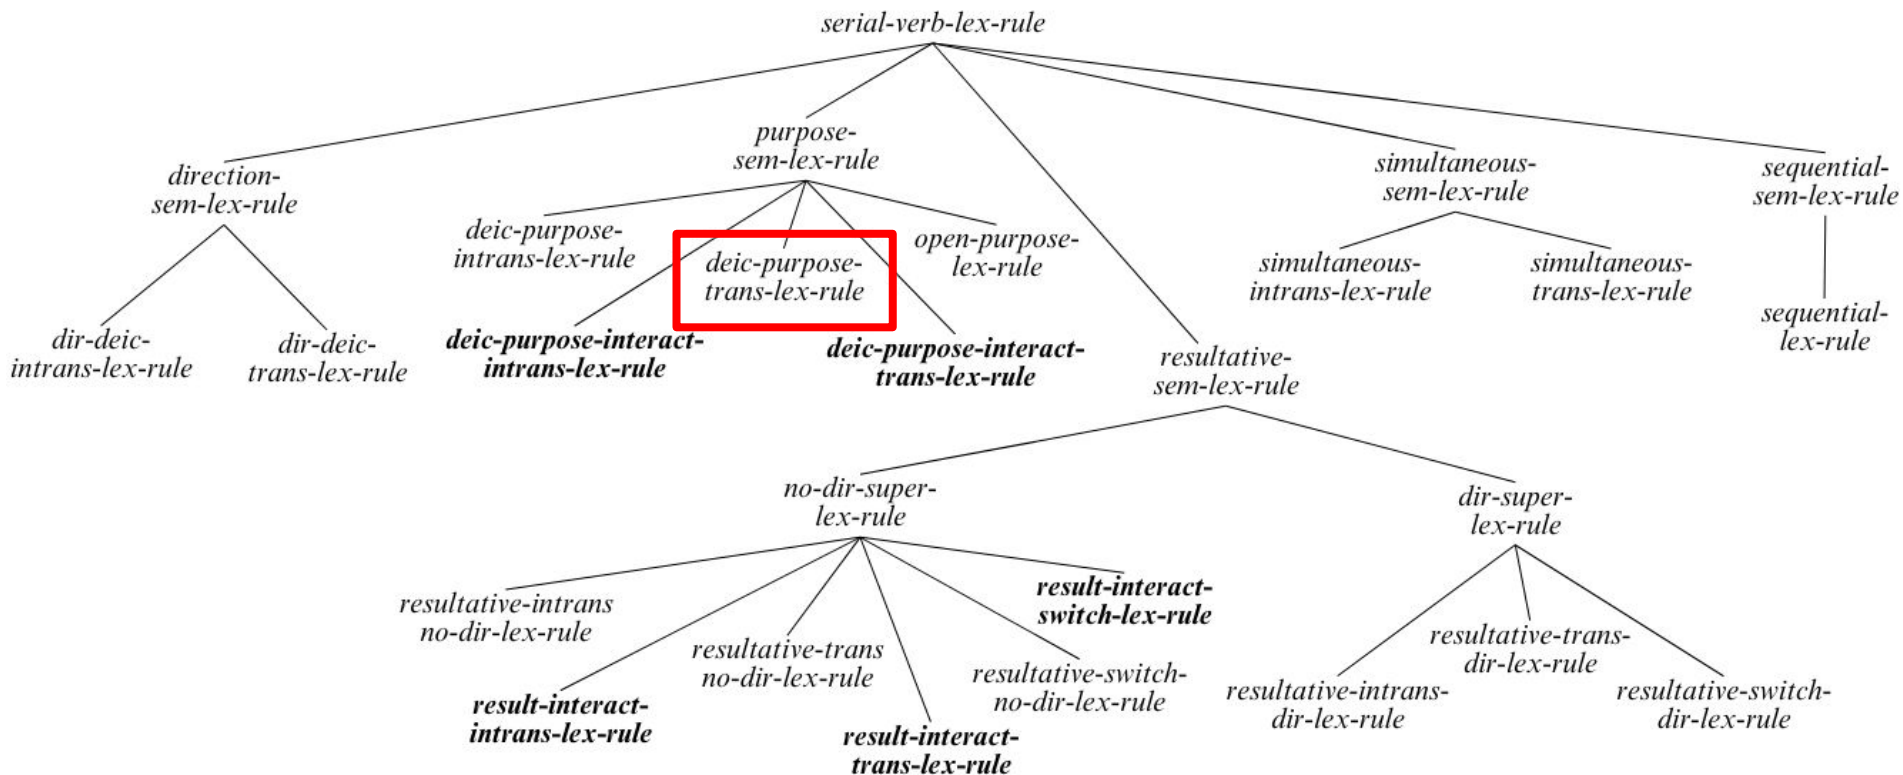 serial-verb-lex-rule
purpose-
sem-lex-rule
direction-
sem-lex-rule
simultaneous-
sem-lex-rule
sequential-
sem-lex-rule
deic-purpose-
intrans-lex-rule
deic-purpose-
trans-lex-rule
open-purpose-
lex-rule
simultaneous-
intrans-lex-rule
simultaneous-
trans-lex-rule
sequential-
lex-rule
dir-deic-
intrans-lex-rule
dir-deic-
trans-lex-rule
deic-purpose-interact-
intrans-lex-rule
deic-purpose-interact-
trans-lex-rule
resultative-
sem-lex-rule
no-dir-super-
lex-rule
dir-super-
lex-rule
resultative-intrans
no-dir-lex-rule
result-interact-
switch-lex-rule
resultative-trans
no-dir-lex-rule
resultative-switch-
no-dir-lex-rule
resultative-trans-
dir-lex-rule
resultative-intrans-
dir-lex-rule
resultative-switch-
dir-lex-rule
result-interact-
intrans-lex-rule
result-interact-
trans-lex-rule